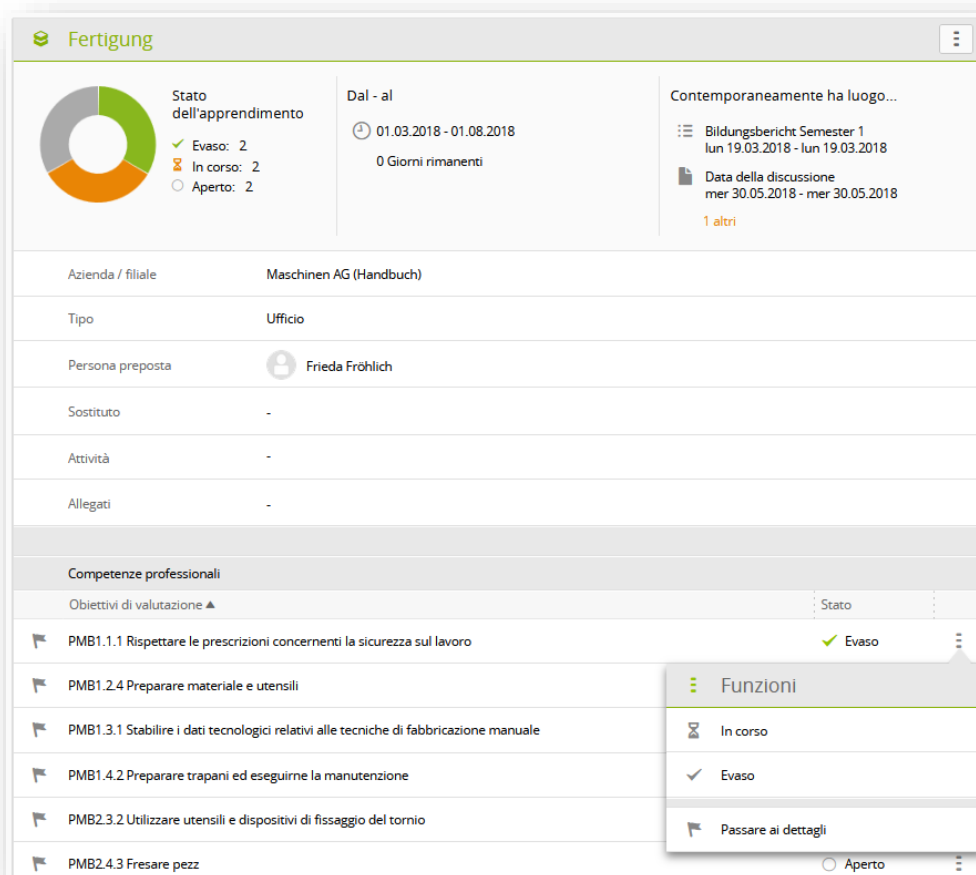 Fertigung
Stato
dell'apprendimento
Evaso: 2
In corso: 2
Aperto: 2
Dal - al
01.03.2018 - 01.08.2018
0 Giorni rimanenti
Contemporaneamente ha luogo...
Bildungsbericht Semester 1
lun 19.03.2018 - lun 19.03.2018
Data della discussione
mer 30.05.2018 - mer 30.05.2018
1 altri
Azienda / filiale Maschinen AG (Handbuch)
Tipo Ufficio
Persona preposta Frieda Fröhlich
Sostituto -
Attività -
Allegati -
Competenze professionali
Obiettivi di valutazione Stato
PMB1.1.1 Rispettare le prescrizioni concernenti la sicurezza sul lavoro Evaso
PMB1.2.4 Preparare materiale e utensili
PMB1.3.1 Stabilire i dati tecnologici relativi alle tecniche di fabbricazione manuale
PMB1.4.2 Preparare trapani ed eseguirne la manutenzione
PMB2.3.2 Utilizzare utensili e dispositivi di fissaggio del tornio
PMB2.4.3 Fresare pezz Aperto
Funzioni
In corso
Evaso
Passare ai dettagli